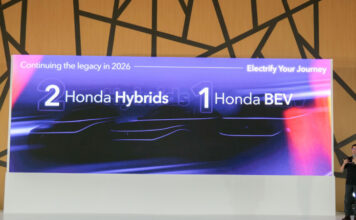 Continuing the legacy in 2026
Electrify Your Journey
2 Honda Hybrids
1 Honda BEV